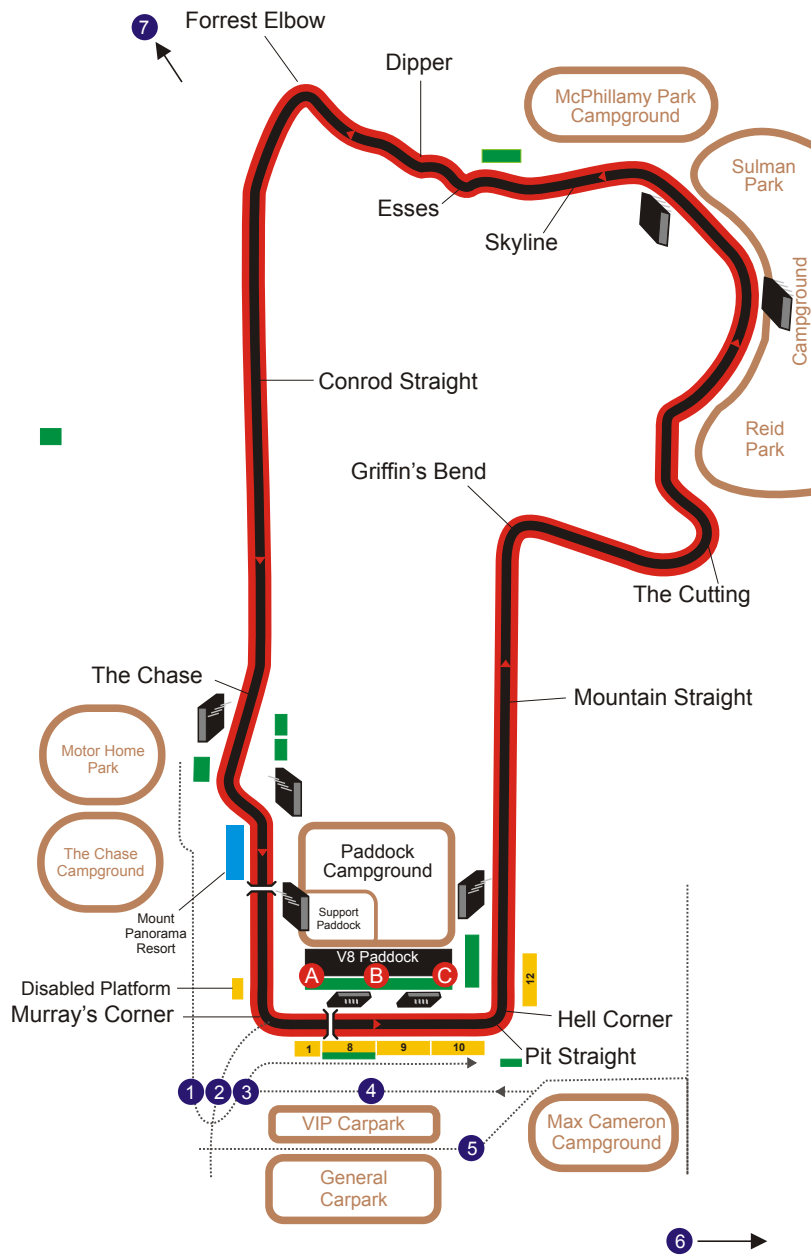 7
Forrest Elbow
Dipper
McPhillamy Park
Campground
Sulman
Park
Esses
Skyline
Campground
Conrod Straight
Reid
Park
Griffin's Bend
The Cutting
The Chase
Mountain Straight
Motor Home
Park
The Chase
Campground
Paddock
Campground
Support
Paddock
Mount
Panorama
Resort
V8 Paddock
A
B
C
12
Disabled Platform
Murray's Corner
Hell Corner
1
8
9
10
Pit Straight
1
2
3
4
VIP Carpark
Max Cameron
Campground
5
General
Carpark
6